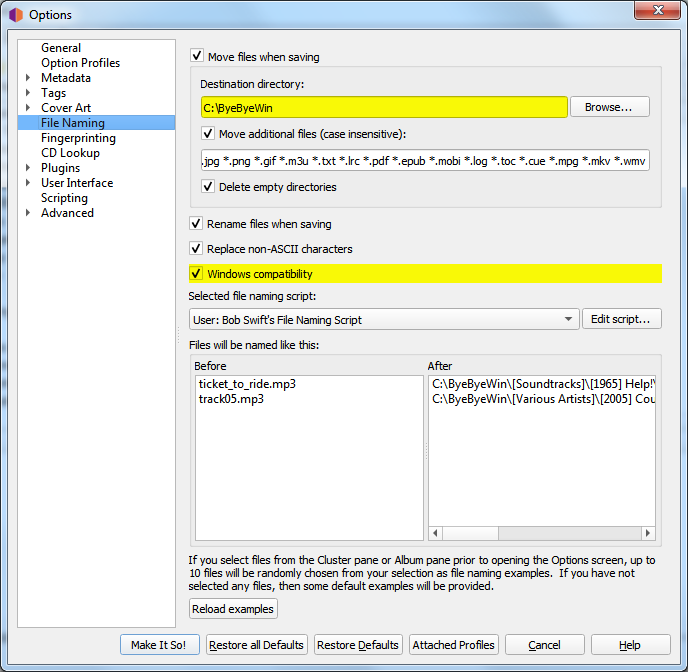 Options
General
Option Profiles
Metadata
Tags
Cover Art
File Naming
Fingerprinting
CD Lookup
Plugins
User Interface
Scripting
Advanced
Move files when saving
Destination directory:
C:\ByeByeWin
Browse...
Move additional files (case insensitive):
.jpg *.png *.gif *.m3u *.txt *.lrc *.pdf *.epub *.mobi *.log *.toc *.cue *.mpg *.mkv *.wmv
Delete empty directories
Rename files when saving
Replace non-ASCII characters
Windows compatibility
Selected file naming script:
User: Bob Swift's File Naming Script
Edit script...
Files will be named like this:
Before
ticket_to_ride.mp3
track05.mp3
After
C:\ByeByeWin\[Soundtracks]\[1965] Help!\
C:\ByeByeWin\[Various Artists]\[2005] Cou
If you select files from the Cluster pane or Album pane prior to opening the Options screen, up to
10 files will be randomly chosen from your selection as file naming examples. If you have not
selected any files, then some default examples will be provided.
Reload examples
Make It So!
Restore all Defaults
Restore Defaults
Attached Profiles
Cancel
Help